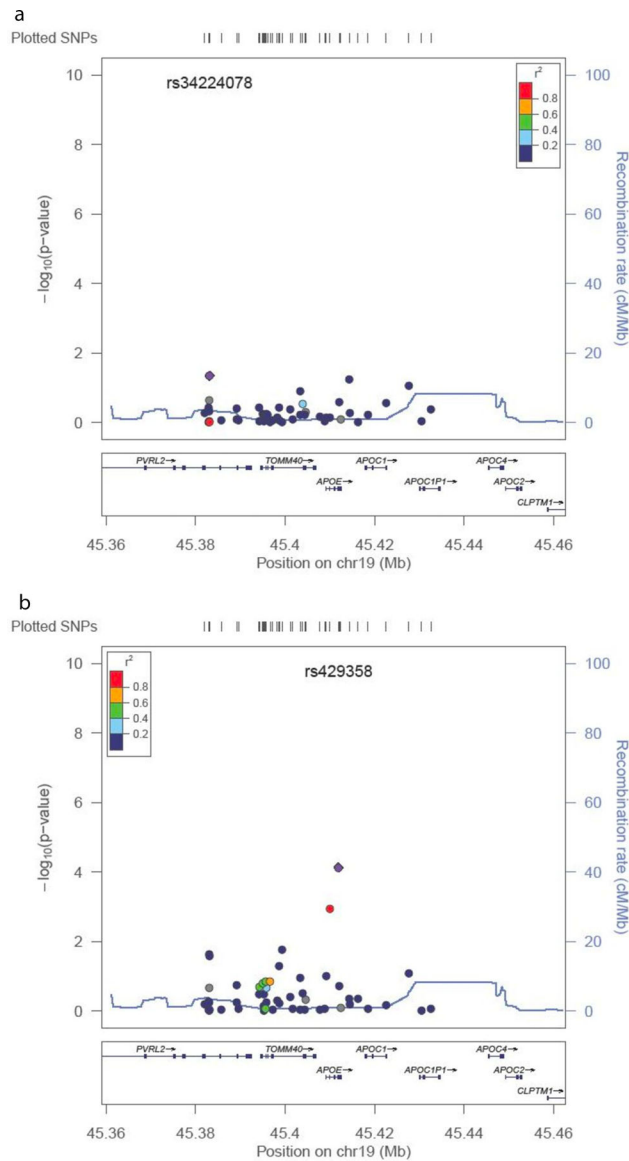 a
Plotted SNPs
rs34224078
r²
0.8
0.6
0.4
0.2
10
8
6
4
2
0
−log10(p−value)
100
80
60
40
20
0
Recombination rate (cM/Mb)
PVRL2
TOMM40
APOC1
APOC4
APOE
APOC1P1
APOC2
CLPTM1
45.36 45.38 45.4 45.42 45.44 45.46
Position on chr19 (Mb)
b
Plotted SNPs
rs429358
r²
0.8
0.6
0.4
0.2
10
8
6
4
2
0
−log10(p−value)
100
80
60
40
20
0
Recombination rate (cM/Mb)
PVRL2
TOMM40
APOC1
APOC4
APOE
APOC1P1
APOC2
CLPTM1
45.36 45.38 45.4 45.42 45.44 45.46
Position on chr19 (Mb)